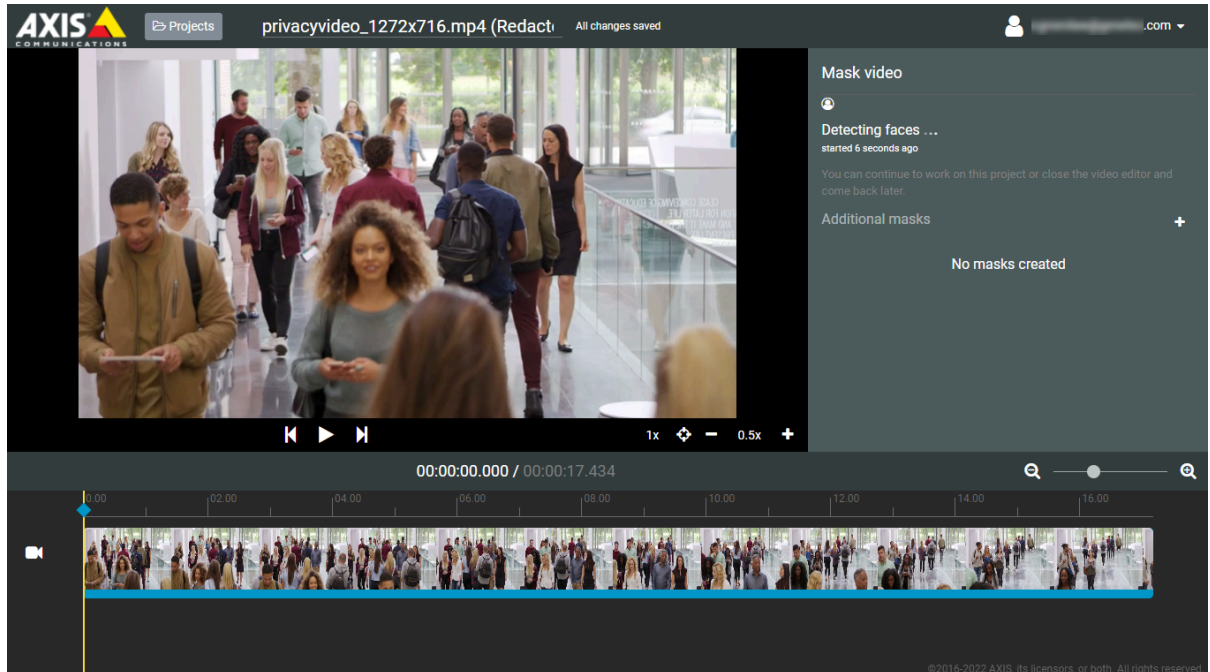 AXIS
COMMUNICATIONS
Projects
privacyvideo_1272x716.mp4 (Redact
All changes saved
.com
Mask video
Detecting faces ...
started 6 seconds ago
You can continue to work on this project or close the video editor and
come back later.
Additional masks
+
No masks created
1x
0.5x
00:00:00.000 / 00:00:17.434
0.00 02.00 04.00 06.00 08.00 10.00 12.00 14.00 16.00
©2016-2022 AXIS, its licensors, or both. All rights reserved.